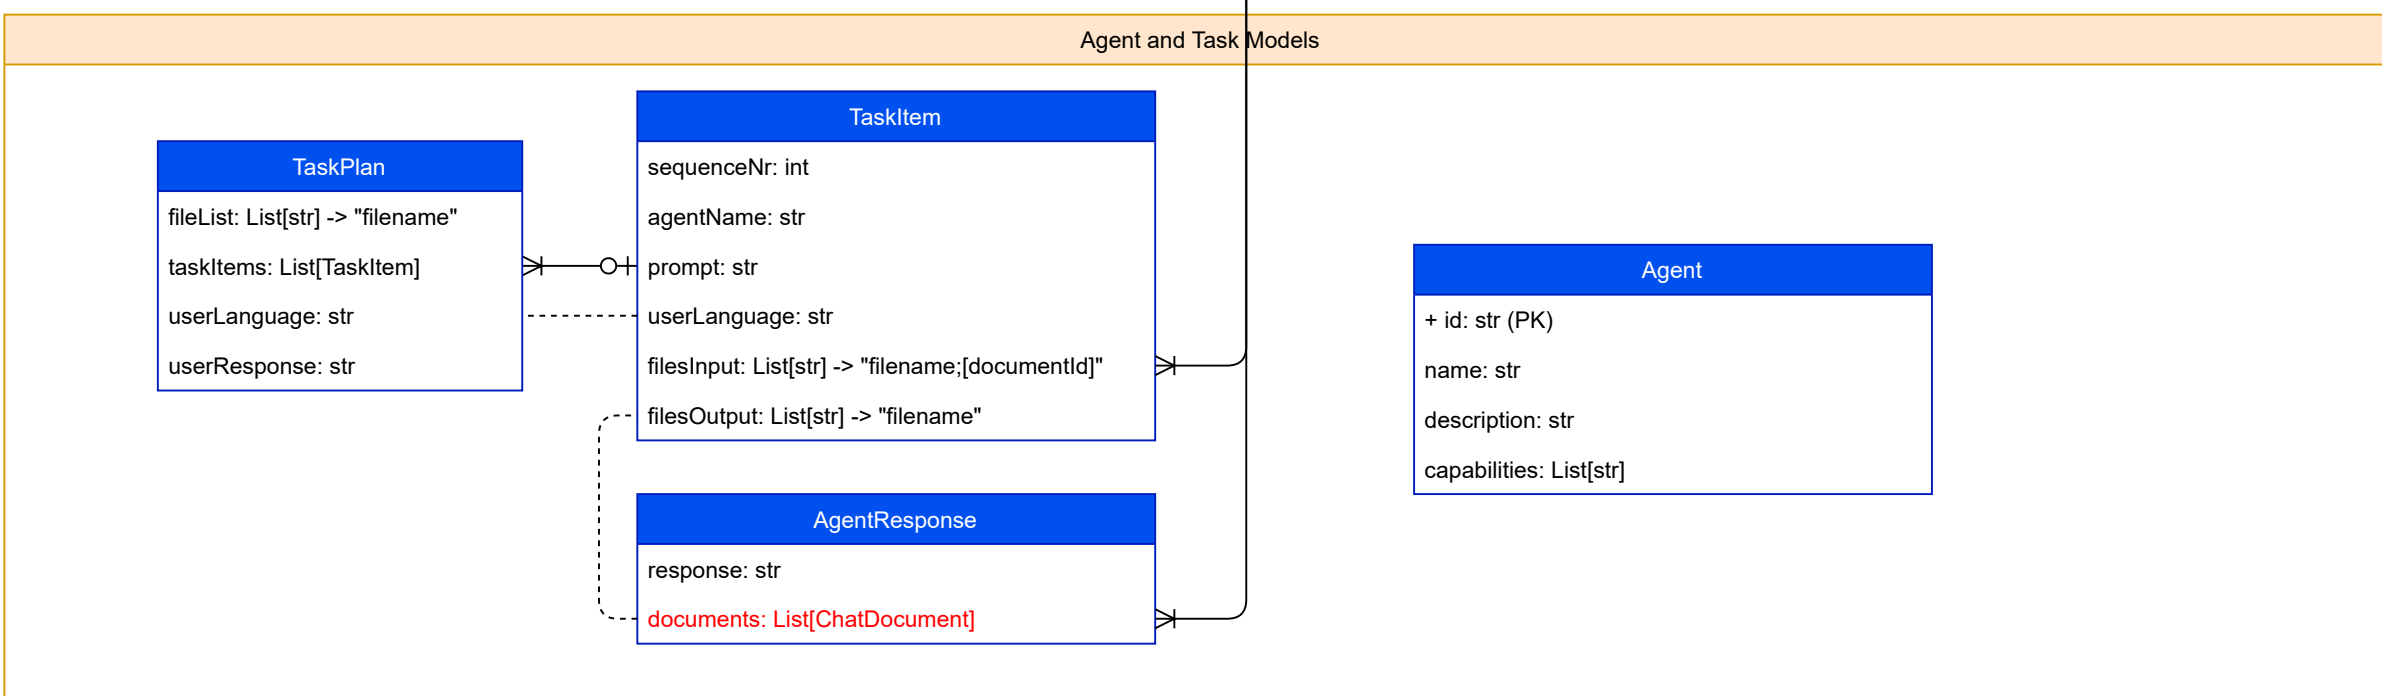 Agent and Task Models
TaskPlan
fileList: List[str] -> "filename"
taskItems: List[TaskItem]
userLanguage: str
userResponse: str
TaskItem
sequenceNr: int
agentName: str
prompt: str
userLanguage: str
filesInput: List[str] -> "filename;[documentId]"
filesOutput: List[str] -> "filename"
AgentResponse
response: str
documents: List[ChatDocument]
Agent
+ id: str (PK)
name: str
description: str
capabilities: List[str]